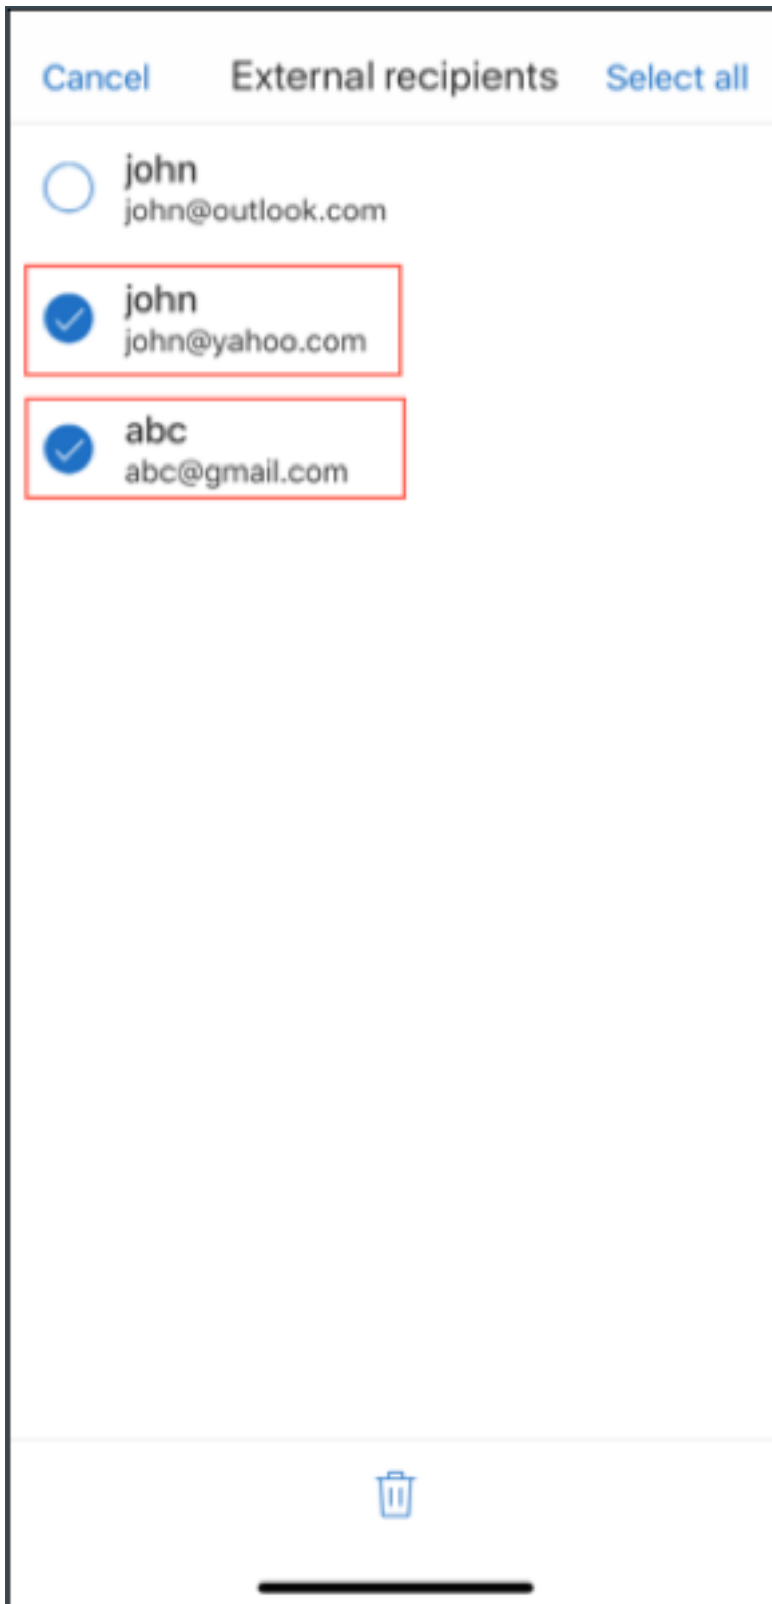 Cancel External recipients Select all
john
john@outlook.com
john
john@yahoo.com
abc
abc@gmail.com